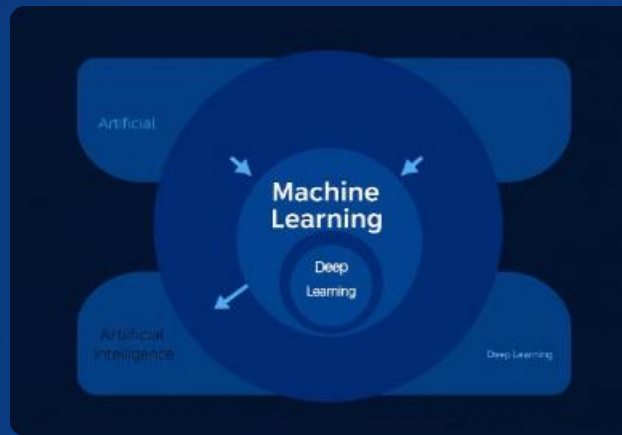 Artificial
Machine
Learning
Deep
Learning
Artificial
Intelligence
Deep Learning